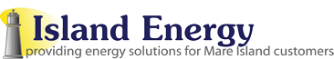 Island Energy
providing energy solutions for Mare Island customers